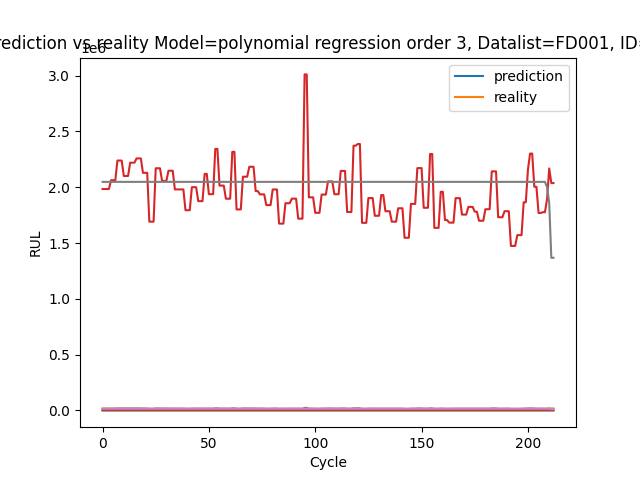 rediction vs reality Model=polynomial regression order 3, Datalist=FD001, ID=
1e6
prediction
reality
3.0
2.5
2.0
1.5
1.0
0.5
0.0
RUL
0 50 100 150 200
Cycle